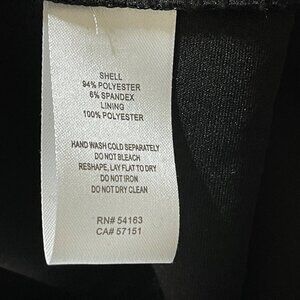 SHELL
94% POLYESTER
6% SPANDEX
LINING
100% POLYESTER
HAND WASH COLD SEPARATELY
DO NOT BLEACH
RESHAPE, LAY FLAT TO DRY
DO NOT IRON
DO NOT DRY CLEAN
RN# 54163
CA# 57151